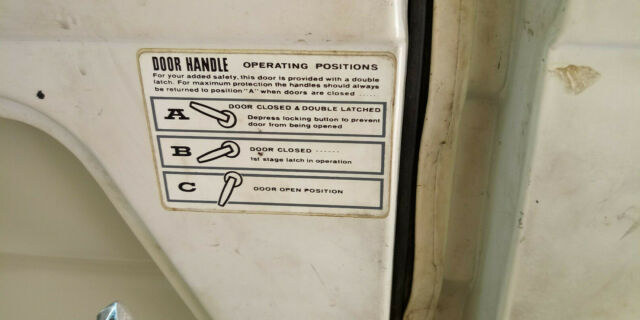 DOOR HANDLE OPERATING POSITIONS
For your added safety, this door is provided with a double
latch. For maximum protection the handles should always
be returned to position "A" when doors are closed .....
A DOOR CLOSED & DOUBLE LATCHED
Depress locking button to prevent
door from being opened
B DOOR CLOSED ......
1st stage latch in operation
C DOOR OPEN POSITION